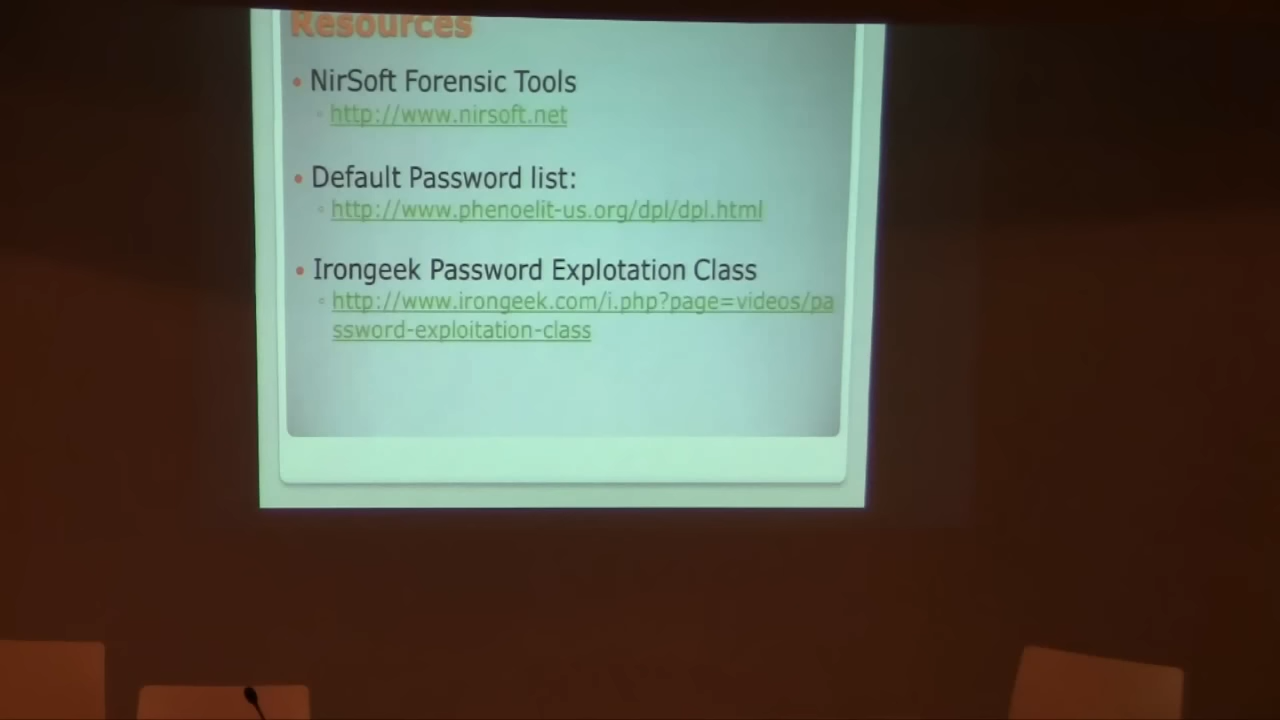 Resources
• NirSoft Forensic Tools
◦ http://www.nirsoft.net
• Default Password list:
◦ http://www.phenoelit-us.org/dpl/dpl.html
• Irongeek Password Explotation Class
◦ http://www.irongeek.com/i.php?page=videos/pa
ssword-exploitation-class